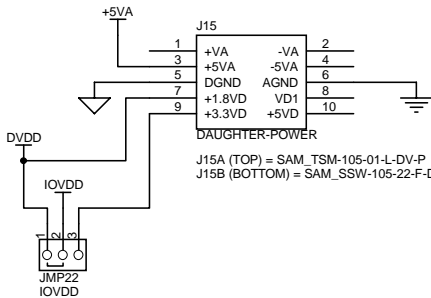 +5VA
J15
1 +VA -VA 2
3 +5VA -5VA 4
5 DGND AGND 6
7 +1.8VD VD1 8
9 +3.3VD +5VD 10
DAUGHTER-POWER
J15A (TOP) = SAM_TSM-105-01-L-DV-P
J15B (BOTTOM) = SAM_SSW-105-22-F-D
DVDD
IOVDD
1 2 3
JMP22
IOVDD